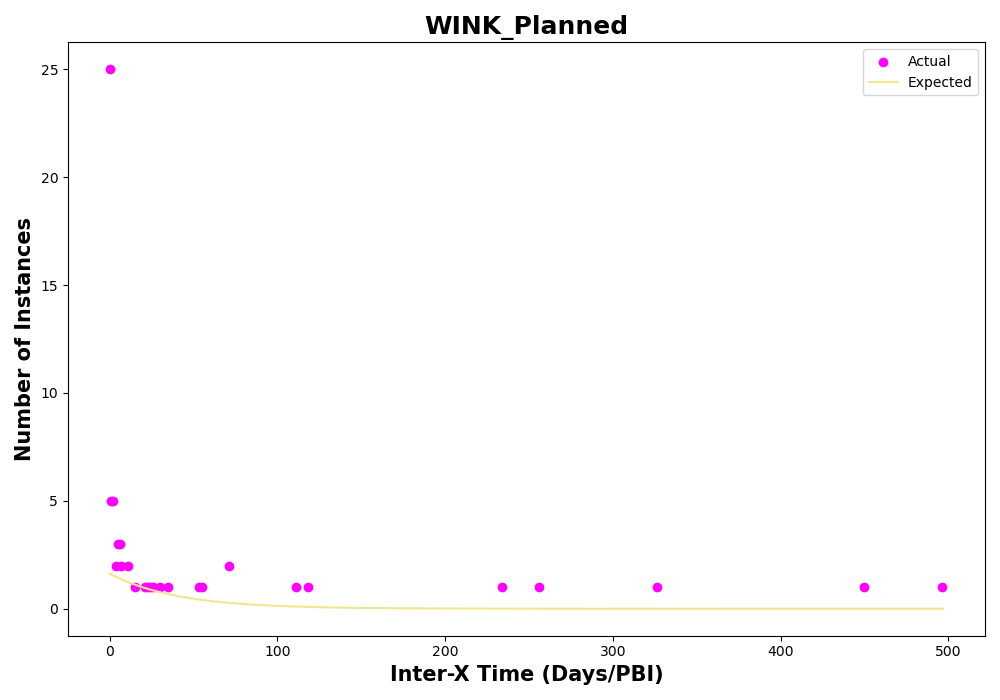 WINK_Planned
Actual
Expected
Number of Instances
25
20
15
10
5
0
0 100 200 300 400 500
Inter-X Time (Days/PBI)